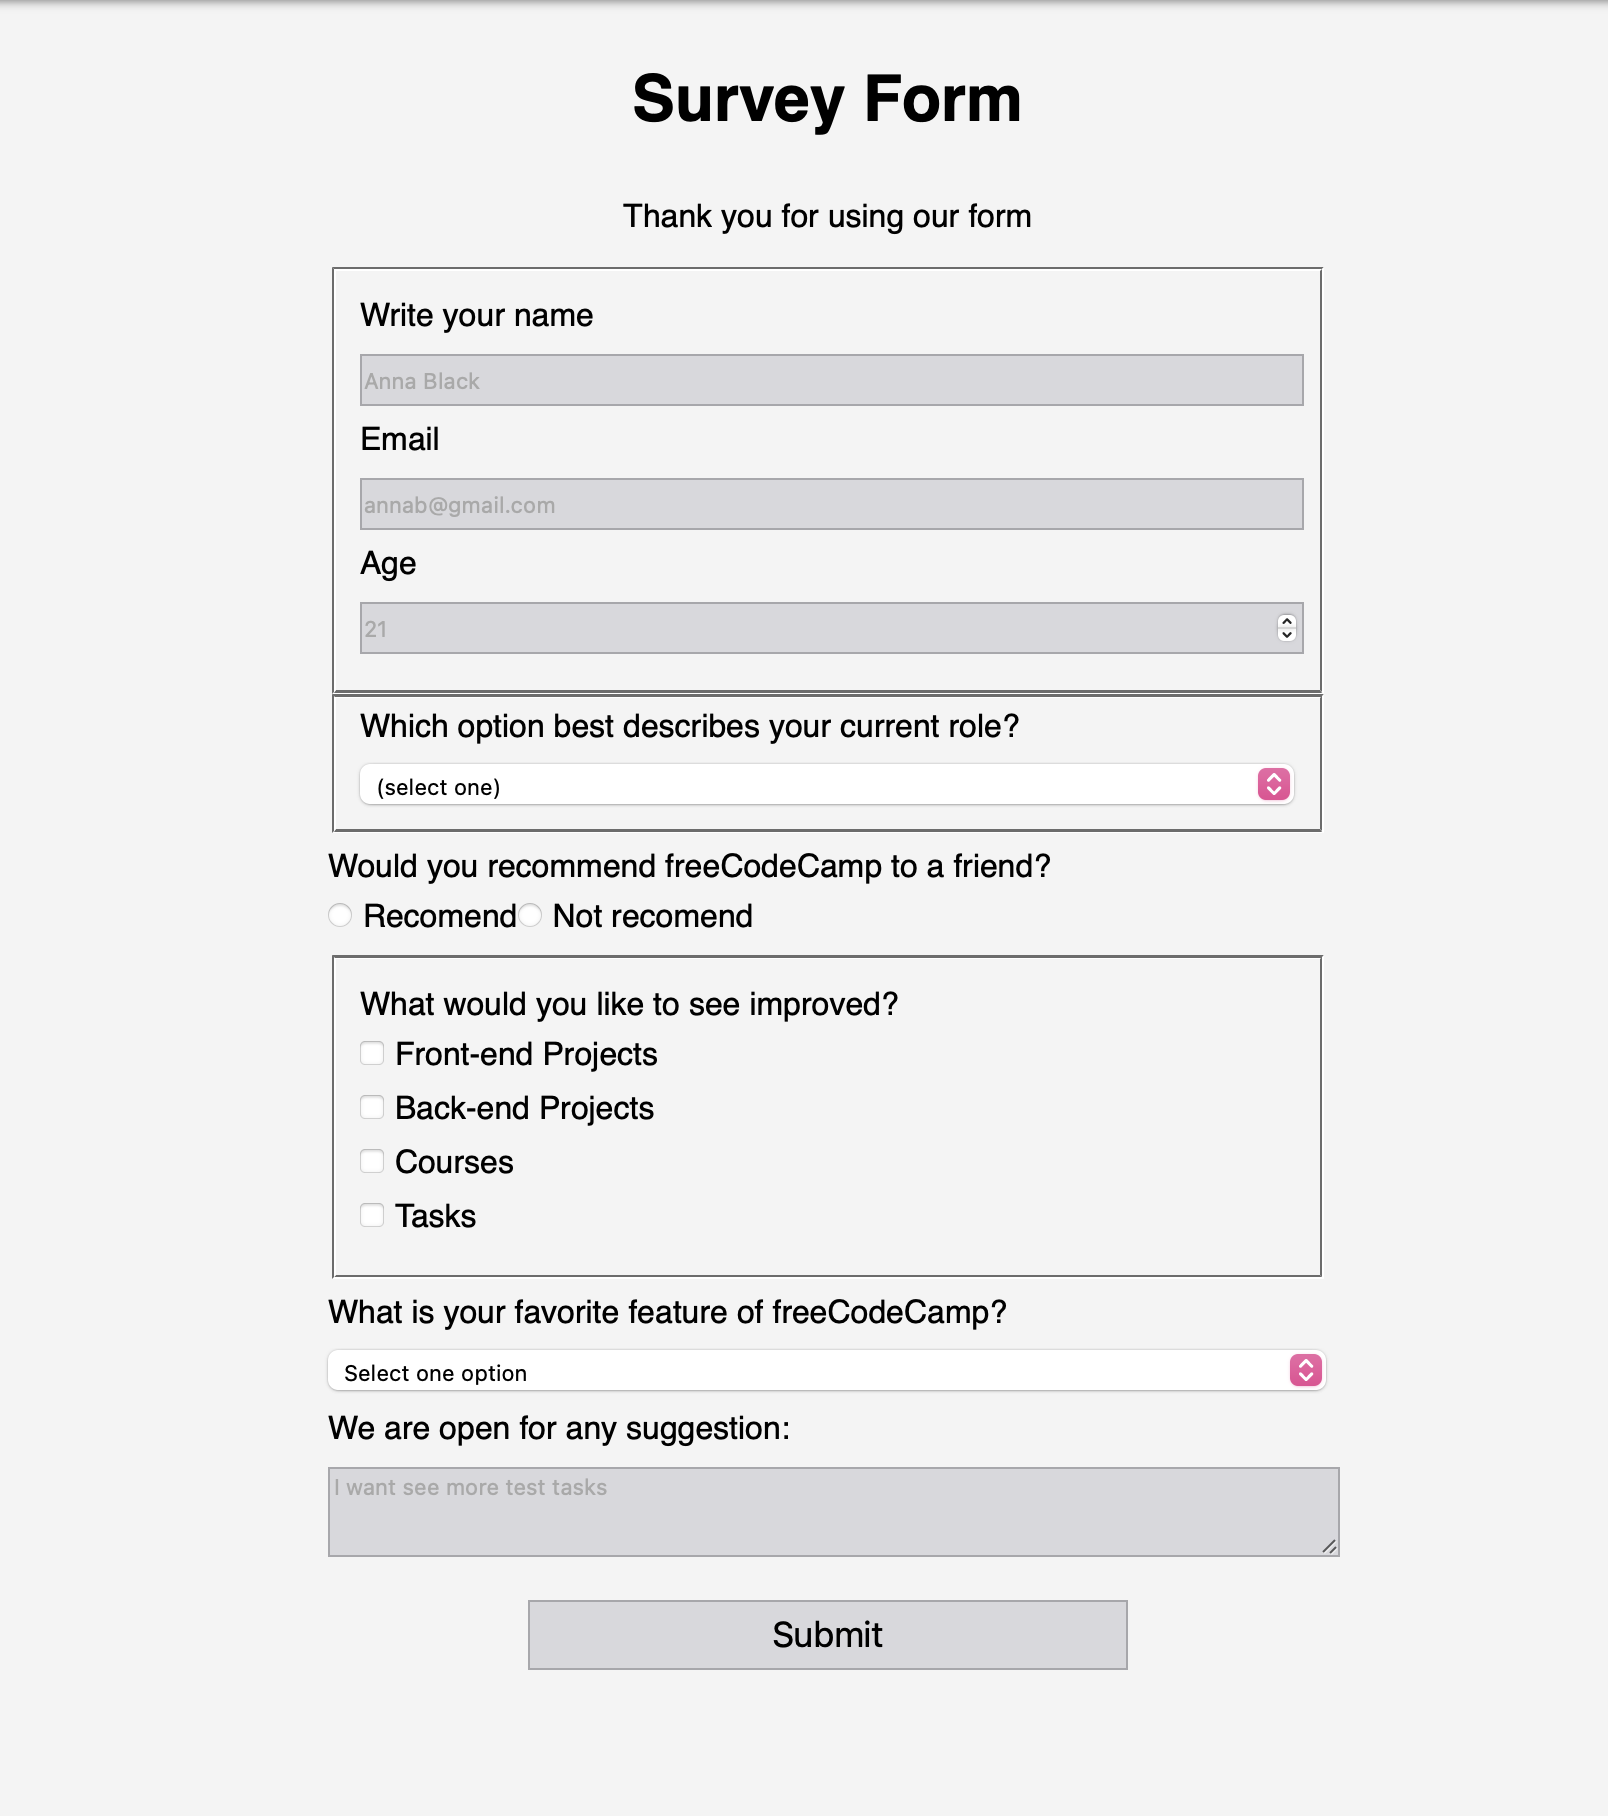 Survey Form
Thank you for using our form
Write your name
Anna Black
Email
annab@gmail.com
Age
21
Which option best describes your current role?
(select one)
Would you recommend freeCodeCamp to a friend?
Recomend Not recomend
What would you like to see improved?
Front-end Projects
Back-end Projects
Courses
Tasks
What is your favorite feature of freeCodeCamp?
Select one option
We are open for any suggestion:
I want see more test tasks
Submit